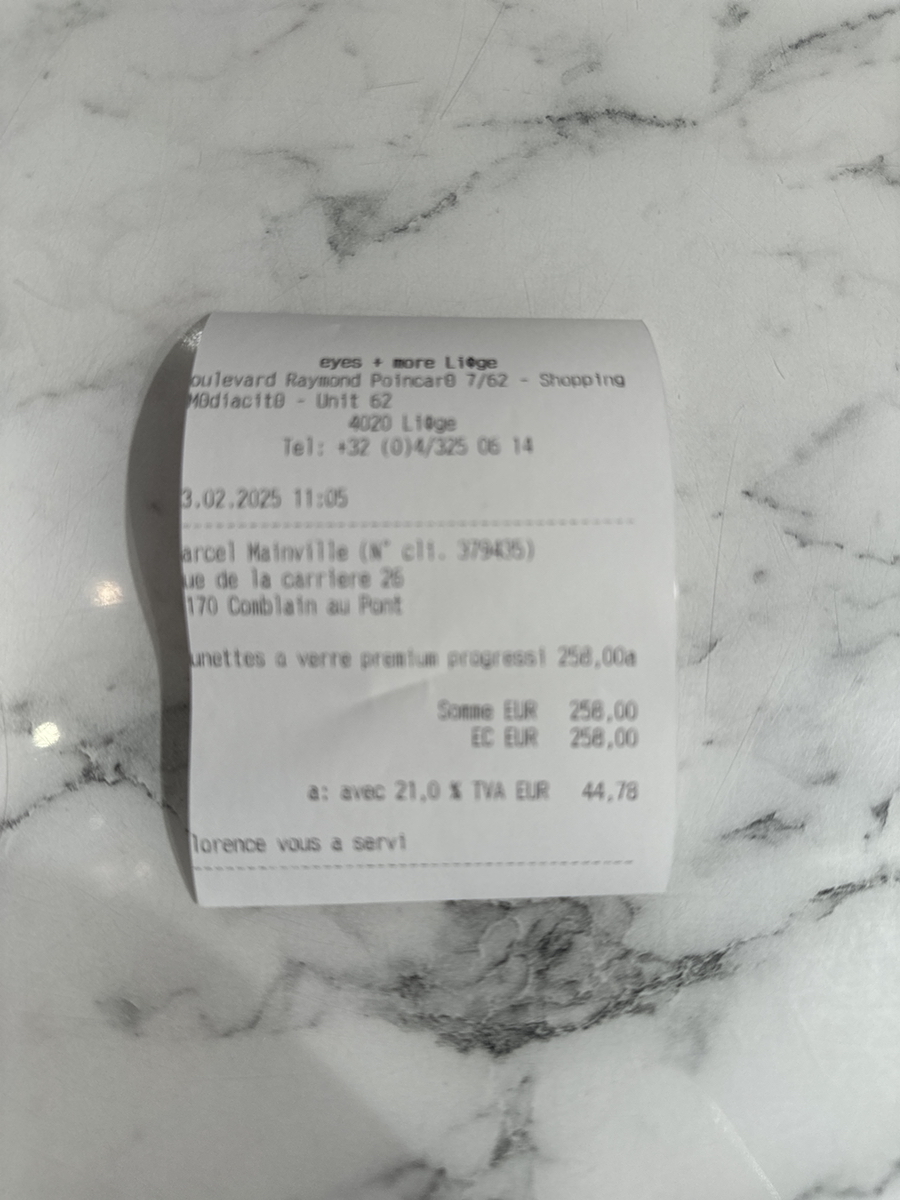 eyes + more Li�ge
oulevard Raymond Poincar0 7/62 - Shopping
M0diacit0 - Unit 62
4020 Li�ge
Tel: +32 (0)4/325 06 14
3.02.2025 11:05
arcel Mainville (N° cli. 379435)
ue de la carriere 26
170 Comblain au Pont
unettes a verre premium progressi 258,00a
Somme EUR 258,00
EC EUR 258,00
a: avec 21,0 % TVA EUR 44,78
lorence vous a servi